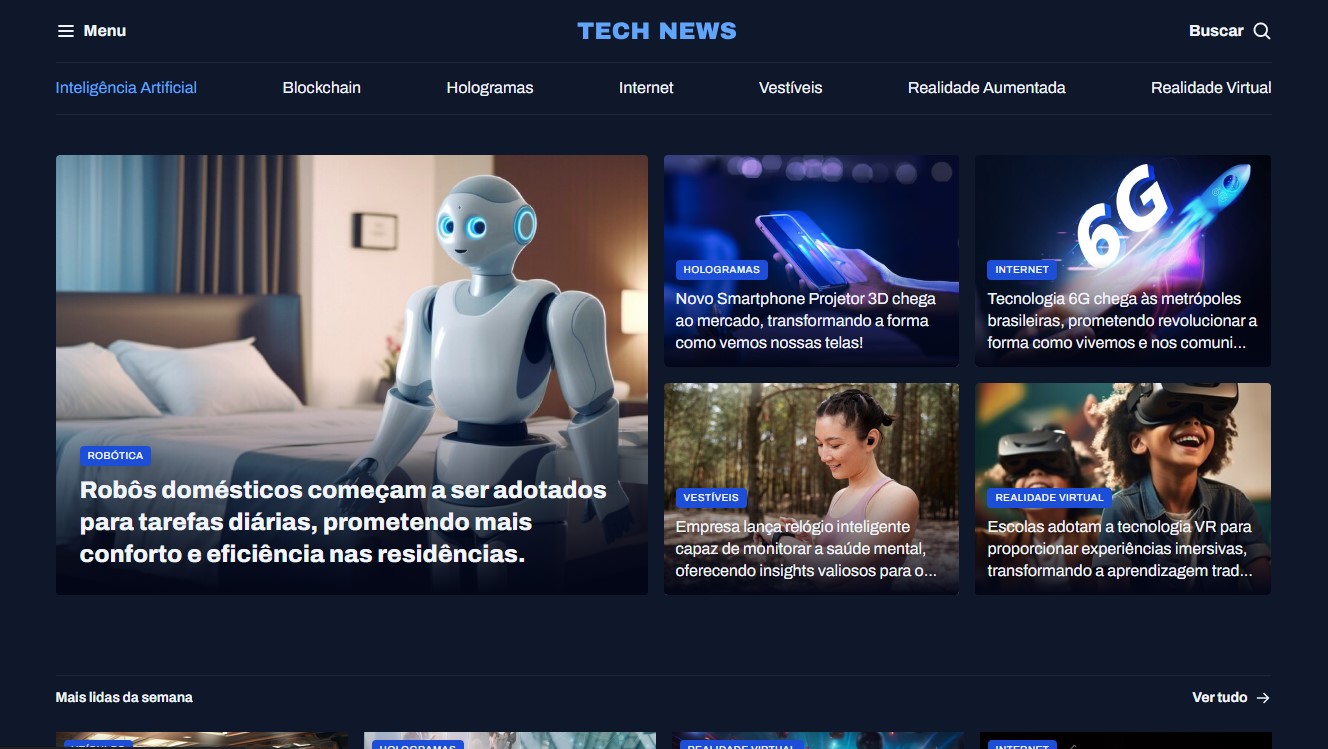 Menu
TECH NEWS
Buscar
Inteligência Artificial
Blockchain
Hologramas
Internet
Vestíveis
Realidade Aumentada
Realidade Virtual
ROBÓTICA
Robôs domésticos começam a ser adotados
para tarefas diárias, prometendo mais
conforto e eficiência nas residências.
HOLOGRAMAS
Novo Smartphone Projetor 3D chega
ao mercado, transformando a forma
como vemos nossas telas!
6G
INTERNET
Tecnologia 6G chega às metrópoles
brasileiras, prometendo revolucionar a
forma como vivemos e nos comuni...
VESTÍVEIS
Empresa lança relógio inteligente
capaz de monitorar a saúde mental,
oferecendo insights valiosos para o...
REALIDADE VIRTUAL
Escolas adotam a tecnologia VR para
proporcionar experiências imersivas,
transformando a aprendizagem trad...
Mais lidas da semana
Ver tudo
HOLOGRAMAS
REALIDADE VIRTUAL
INTERNET